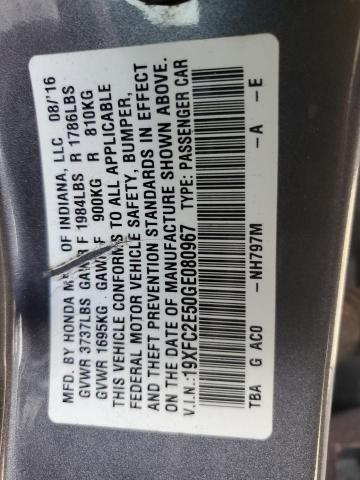 MFD. BY HONDA MFG. OF INDIANA, LLC 08/'16
GVWR 3737LBS GAWR F 1984LBS R 1786LBS
GVWR 1695KG GAWR F 900KG R 810KG
THIS VEHICLE CONFORMS TO ALL APPLICABLE
FEDERAL MOTOR VEHICLE SAFETY, BUMPER,
AND THEFT PREVENTION STANDARDS IN EFFECT
ON THE DATE OF MANUFACTURE SHOWN ABOVE.
V.I.N.:19XFC2E50GE080967 TYPE: PASSENGER CAR
TBA G AC0 -NH797M -A -E